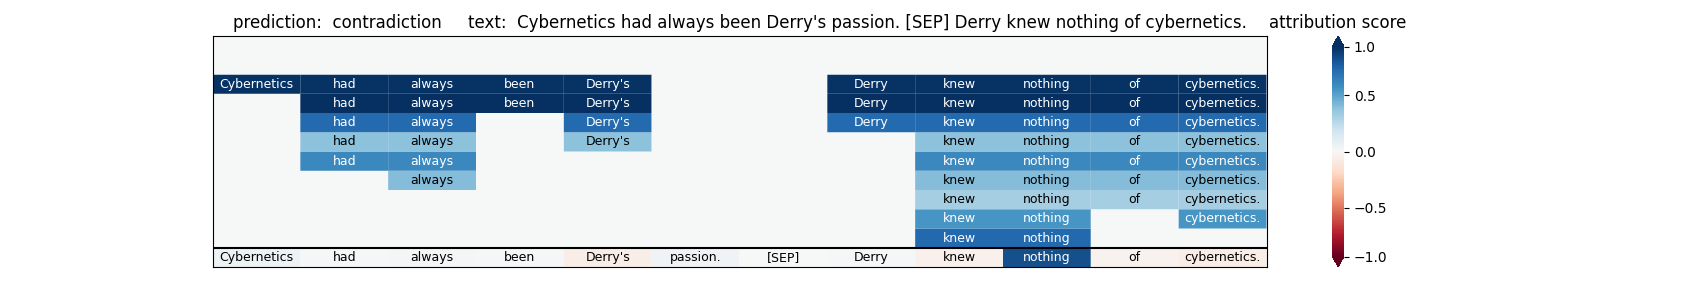 prediction:  contradiction     text:  Cybernetics had always been Derry's passion. [SEP] Derry knew nothing of cybernetics.     attribution score
Cybernetics had always been Derry's Derry knew nothing of cybernetics.
had always been Derry's Derry knew nothing of cybernetics.
had always Derry's Derry knew nothing of cybernetics.
had always Derry's knew nothing of cybernetics.
had always knew nothing of cybernetics.
always knew nothing of cybernetics.
knew nothing of cybernetics.
knew nothing cybernetics.
knew nothing
Cybernetics had always been Derry's passion. [SEP] Derry knew nothing of cybernetics.
1.0
0.5
0.0
−0.5
−1.0